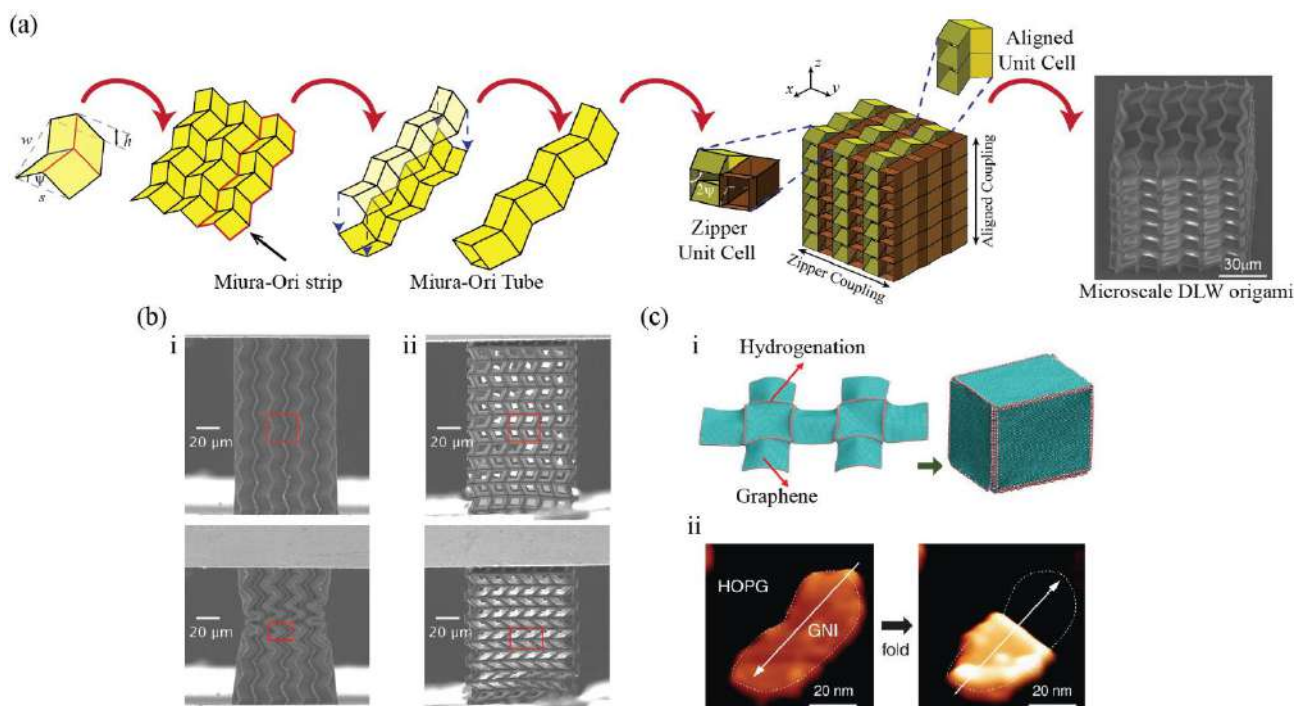 (a)
w
h
ψ
s
Miura-Ori strip
Miura-Ori Tube
2ψ
Zipper
Unit Cell
z
x
y
Zipper Coupling
Aligned Coupling
Aligned
Unit Cell
30μm
Microscale DLW origami
(b)
i
20 μm
ii
20 μm
20 μm
20 μm
(c)
i
Hydrogenation
Graphene
ii
HOPG
GNI
20 nm
fold
20 nm